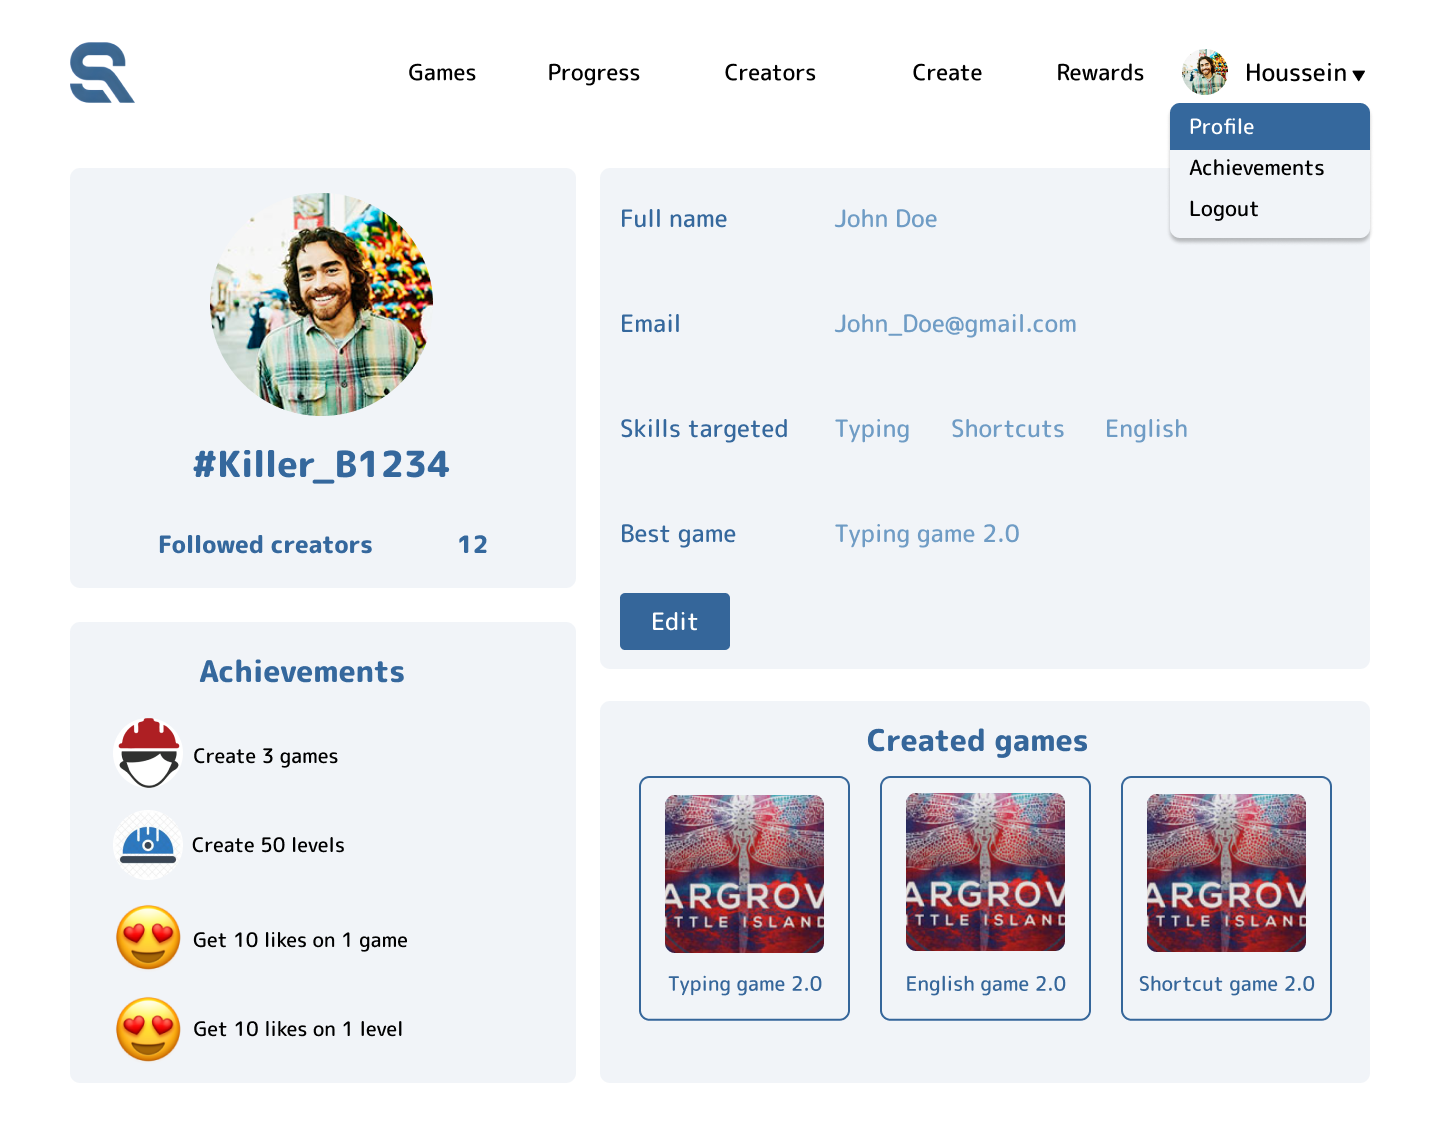 Games Progress Creators Create Rewards Houssein
Profile
Achievements
Logout
#Killer_B1234
Followed creators 12
Full name John Doe
Email John_Doe@gmail.com
Skills targeted Typing Shortcuts English
Best game Typing game 2.0
Edit
Achievements
Create 3 games
Create 50 levels
Get 10 likes on 1 game
Get 10 likes on 1 level
Created games
ARGROV
TTLE ISLAND
Typing game 2.0
ARGROV
TTLE ISLAND
English game 2.0
ARGROV
TTLE ISLAND
Shortcut game 2.0